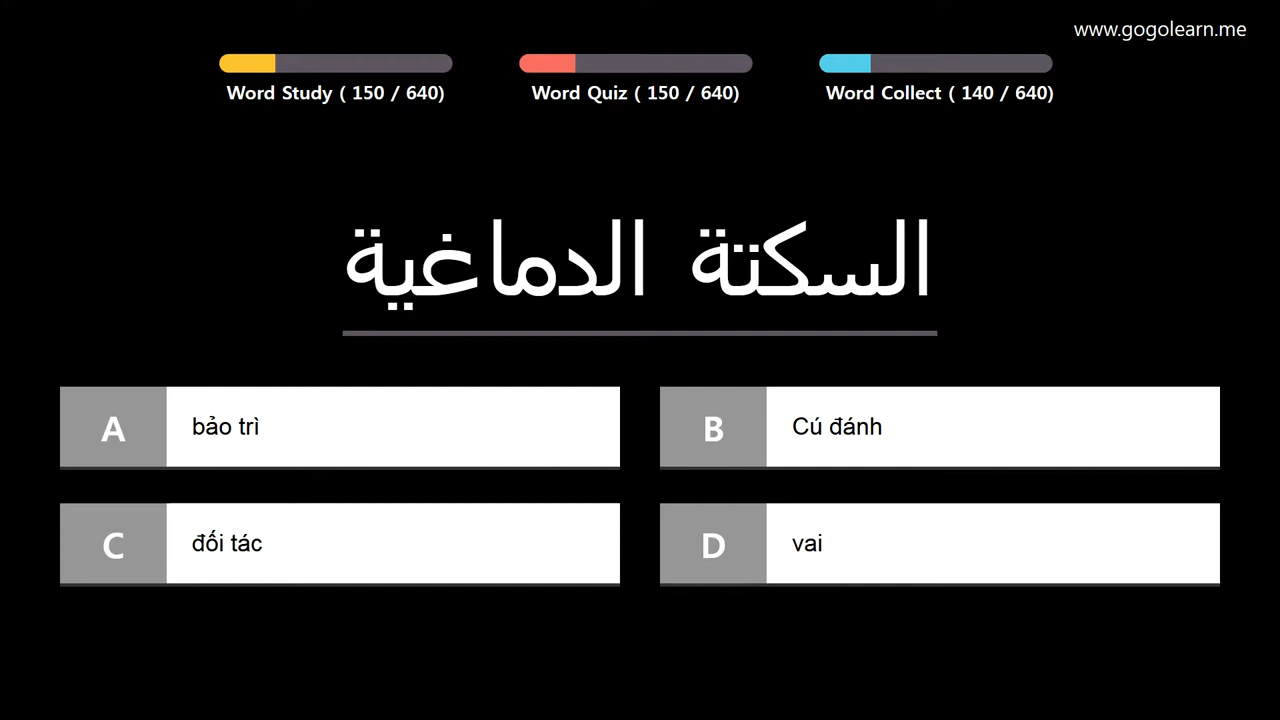 www.gogolearn.me
Word Study ( 150 / 640)
Word Quiz ( 150 / 640)
Word Collect ( 140 / 640)
السكتة الدماغية
A
bảo trì
B
Cú đánh
C
đối tác
D
vai